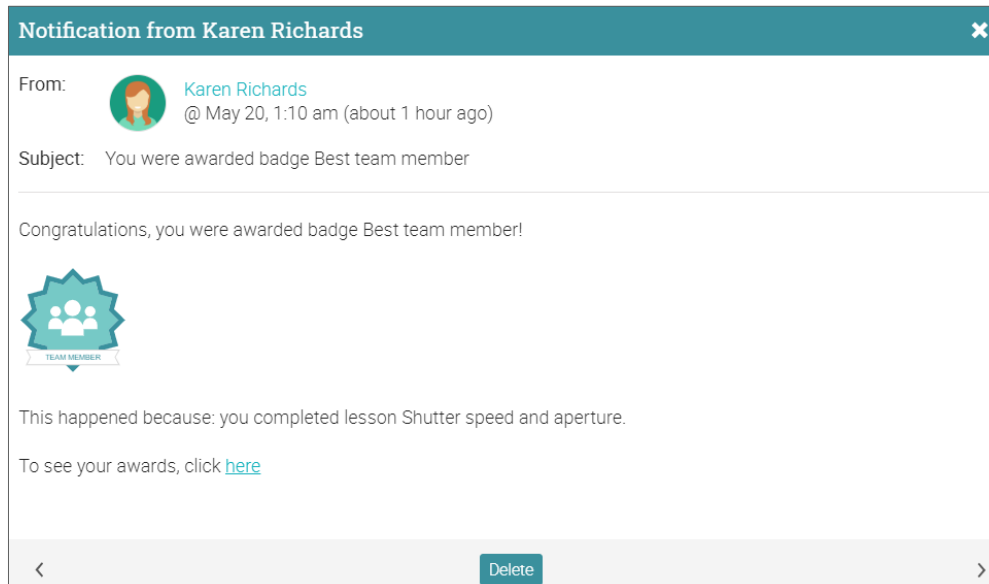 Notification from Karen Richards
From:
Karen Richards
@ May 20, 1:10 am (about 1 hour ago)
Subject: You were awarded badge Best team member
Congratulations, you were awarded badge Best team member!
TEAM MEMBER
This happened because: you completed lesson Shutter speed and aperture.
To see your awards, click here
Delete